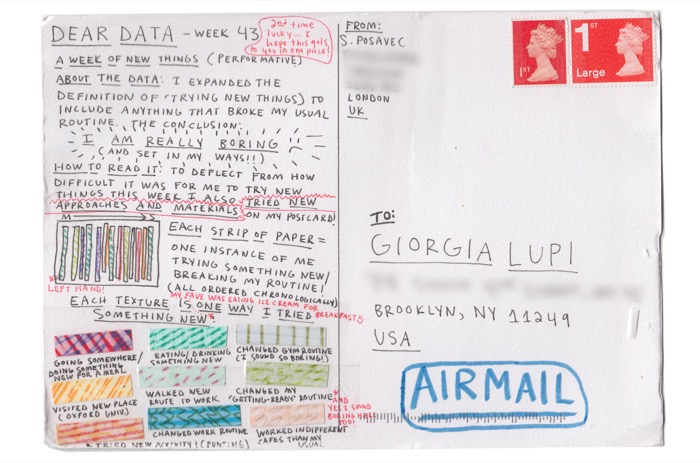 DEAR DATA - WEEK 43
2nd time
lucky... I
hope this gets
to you in one piece!
A WEEK OF NEW THINGS (PERFORMATIVE)
ABOUT THE DATA: I EXPANDED THE
DEFINITION OF 'TRYING NEW THINGS) TO
INCLUDE ANYTHING THAT BROKE MY USUAL
ROUTINE. THE CONCLUSION:
I AM REALLY BORING!!
(AND SET IN MY WAYS!!)
HOW TO READ IT: TO DEFLECT FROM HOW
DIFFICULT IT WAS FOR ME TO TRY NEW
THINGS THIS WEEK I ALSO TRIED NEW
APPROACHES AND MATERIALS ON MY POSTCARD!
M S
EACH STRIP OF PAPER=
ONE INSTANCE OF ME
TRYING SOMETHING NEW/
BREAKING MY ROUTINE!
(ALL ORDERED CHRONOLOGICALLY)
LEFT HAND!
MY FAVE WAS EATING ICE CREAM FOR BREAKFAST
EACH TEXTURE IS ONE WAY I TRIED
SOMETHING NEW
GOING SOMEWHERE/
DOING SOMETHING
NEW FOR A MEAL
EATING/DRINKING
SOMETHING NEW
CHANGED GYM ROUTINE
(I SOUND SO BORING!)
VISITED NEW PLACE
(OXFORD UNIV.)
WALKED NEW
ROUTE TO WORK
CHANGED MY
'GETTING-READY' ROUTINE
AND
YES I SOUND
BORING HERE
TOO!
TRIED NEW ACTIVITY! (PUNTING)
CHANGED WORK ROUTINE
WORKED IN DIFFERENT
CAFES THAN MY
USUAL
FROM:
S. POSAVEC
LONDON
UK
1ST
1ST
Large
TO:
GIORGIA LUPI
BROOKLYN, NY 11249
USA
AIRMAIL